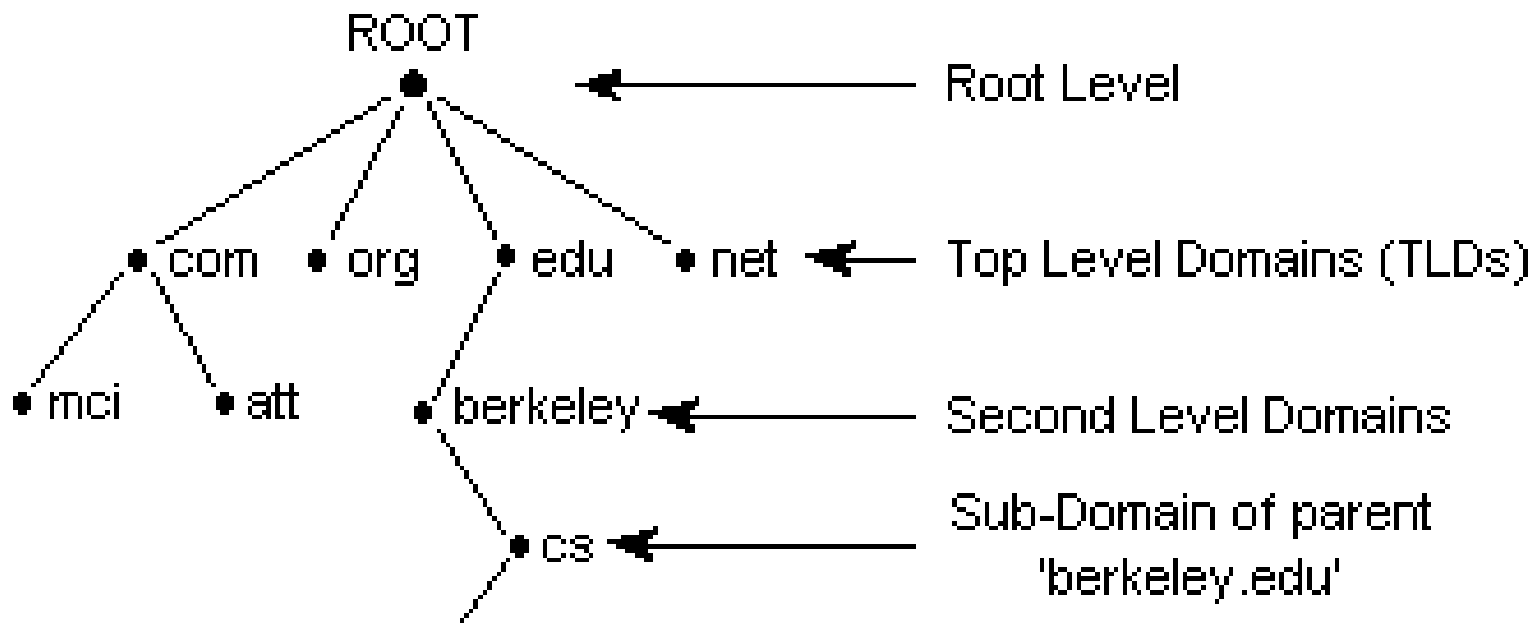 ROOT
Root Level
com org edu net Top Level Domains (TLDs)
mci att berkeley Second Level Domains
cs Sub-Domain of parent
'berkeley.edu'